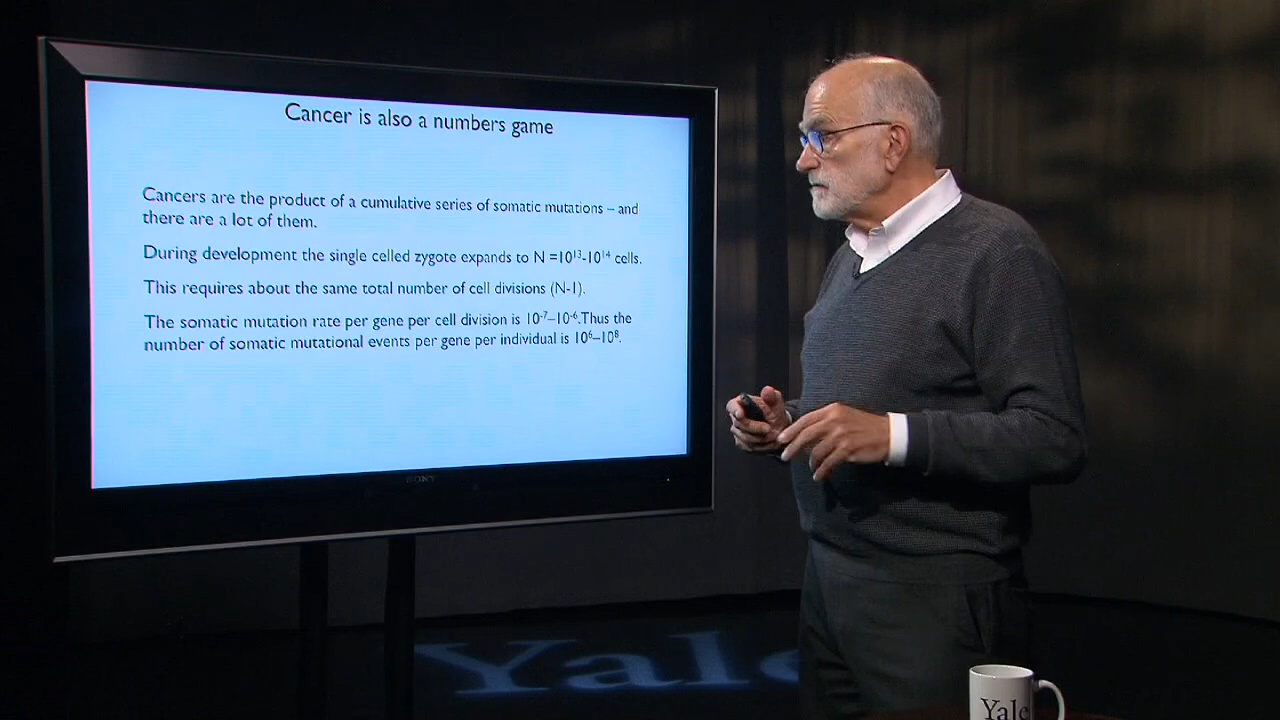 Cancer is also a numbers game
Cancers are the product of a cumulative series of somatic mutations – and
there are a lot of them.
During development the single celled zygote expands to N =10¹³-10¹⁴ cells.
This requires about the same total number of cell divisions (N-1).
The somatic mutation rate per gene per cell division is 10⁻⁷–10⁻⁶.Thus the
number of somatic mutational events per gene per individual is 10⁶–10⁸.
SONY
Yale
Yale